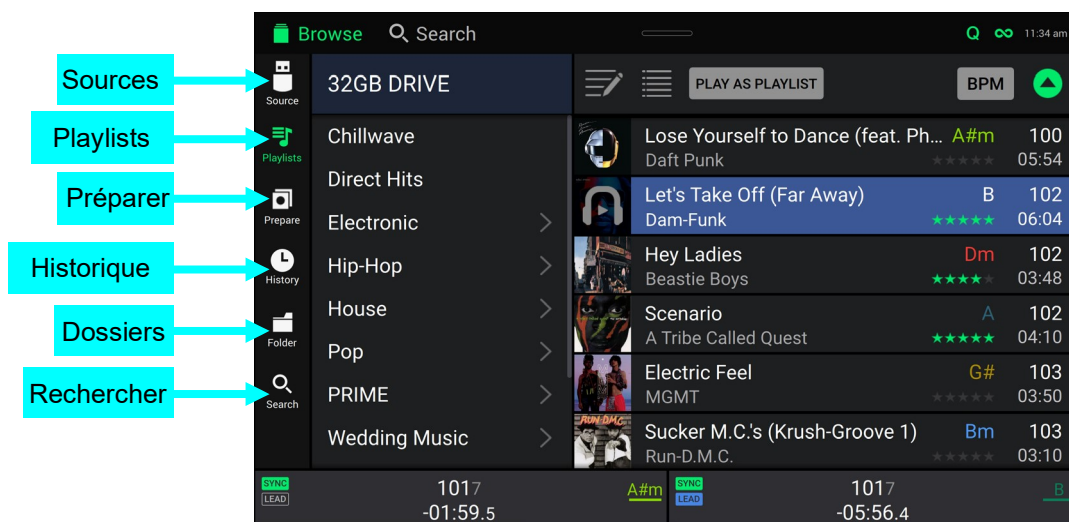 Browse Search Q 11:34 am
Sources
Source
32GB DRIVE
PLAY AS PLAYLIST
BPM
Playlists
Playlists
Préparer
Prepare
Historique
History
Dossiers
Folder
Rechercher
Search
Chillwave
Direct Hits
Electronic
Hip-Hop
House
Pop
PRIME
Wedding Music
Lose Yourself to Dance (feat. Ph... A#m 100
Daft Punk 05:54
Let's Take Off (Far Away) B 102
Dam-Funk 06:04
Hey Ladies Dm 102
Beastie Boys 03:48
Scenario A 102
A Tribe Called Quest 04:10
Electric Feel G# 103
MGMT 03:50
RUN-DMC
Sucker M.C.'s (Krush-Groove 1) Bm 103
Run-D.M.C. 03:10
SYNC 1017 A#m
LEAD -01:59.5
SYNC 1017 B
LEAD -05:56.4